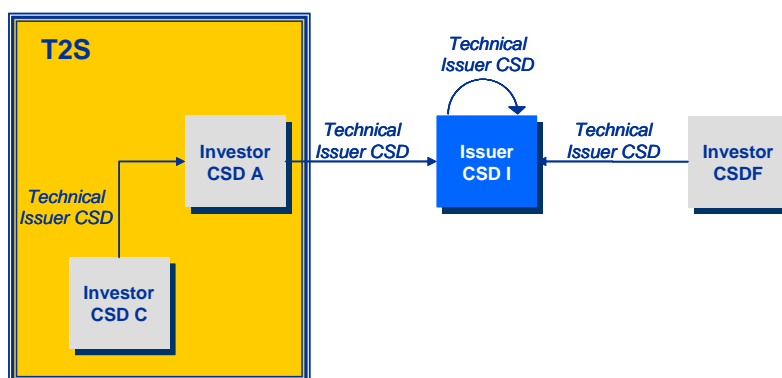 T2S
Technical
Issuer CSD
Investor
CSD A
Technical
Issuer CSD
Issuer
CSD I
Technical
Issuer CSD
Investor
CSDF
Technical
Issuer CSD
Investor
CSD C